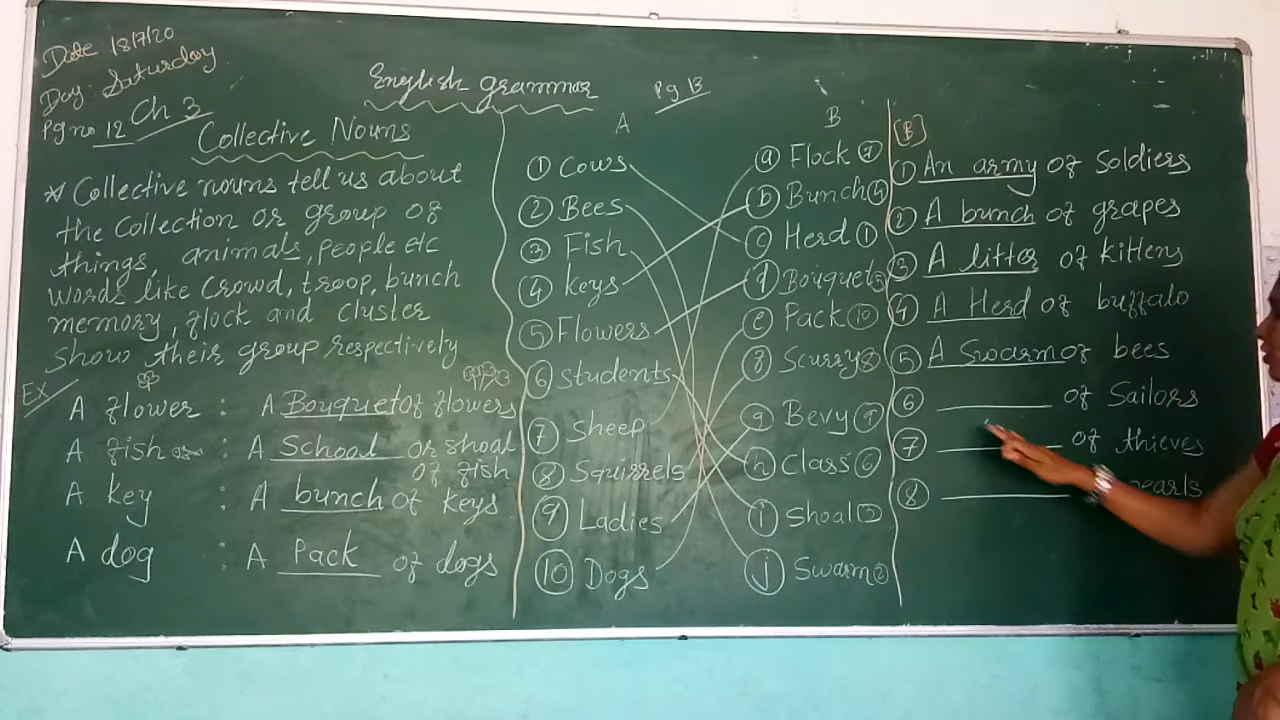 Date 18/7/20
Day: Saturday
Pg no 12 Ch 3
English grammar
Pg 13
Collective Nouns
* Collective nouns tell us about
the collection or group of
things, animals, people etc
words like crowd, troop, bunch
memory, flock and cluster
show their group respectively
Ex
A flower : A Bouquet of flowers
A fish : A School or shoal
of fish
A key : A bunch of keys
A dog : A Pack of dogs
A B
1 Cows a Flock 7
2 Bees b Bunch 4
3 Fish c Herd 1
4 keys d Bouquet 5
5 Flowers e Pack 10
6 Students f Scurry 8
7 Sheep g Bevy 9
8 Squirrels h Class 6
9 Ladies i Shoal 3
10 Dogs j Swarm 2
[B]
1 An army of soldiers
2 A bunch of grapes
3 A litter of kittens
4 A Herd of buffalo
5 A Swarm of bees
6 ______ of Sailors
7 ______ of thieves
8 ______ pearls